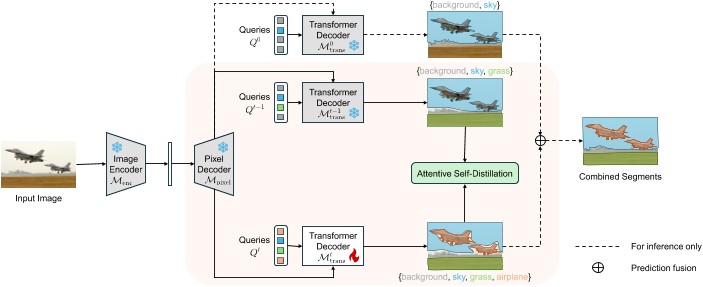 {background, sky}
Queries
Q^0
Transformer
Decoder
M^0_trans
{background, sky, grass}
Queries
Q^{t-1}
Transformer
Decoder
M^{t-1}_trans
Image
Encoder
M_enc
Pixel
Decoder
M_pixel
Input Image
Attentive Self-Distillation
Combined Segments
Queries
Q^t
Transformer
Decoder
M^t_trans
{background, sky, grass, airplane}
For inference only
Prediction fusion